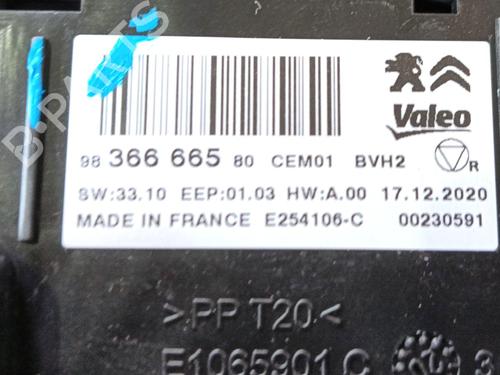 Valeo
98 366 665 80 CEM01 BVH2 R
SW:33.10 EEP:01.03 HW:A.00 17.12.2020
MADE IN FRANCE E254106-C 00230591
B-PARTS
>PP T20<
E1065901 C
3